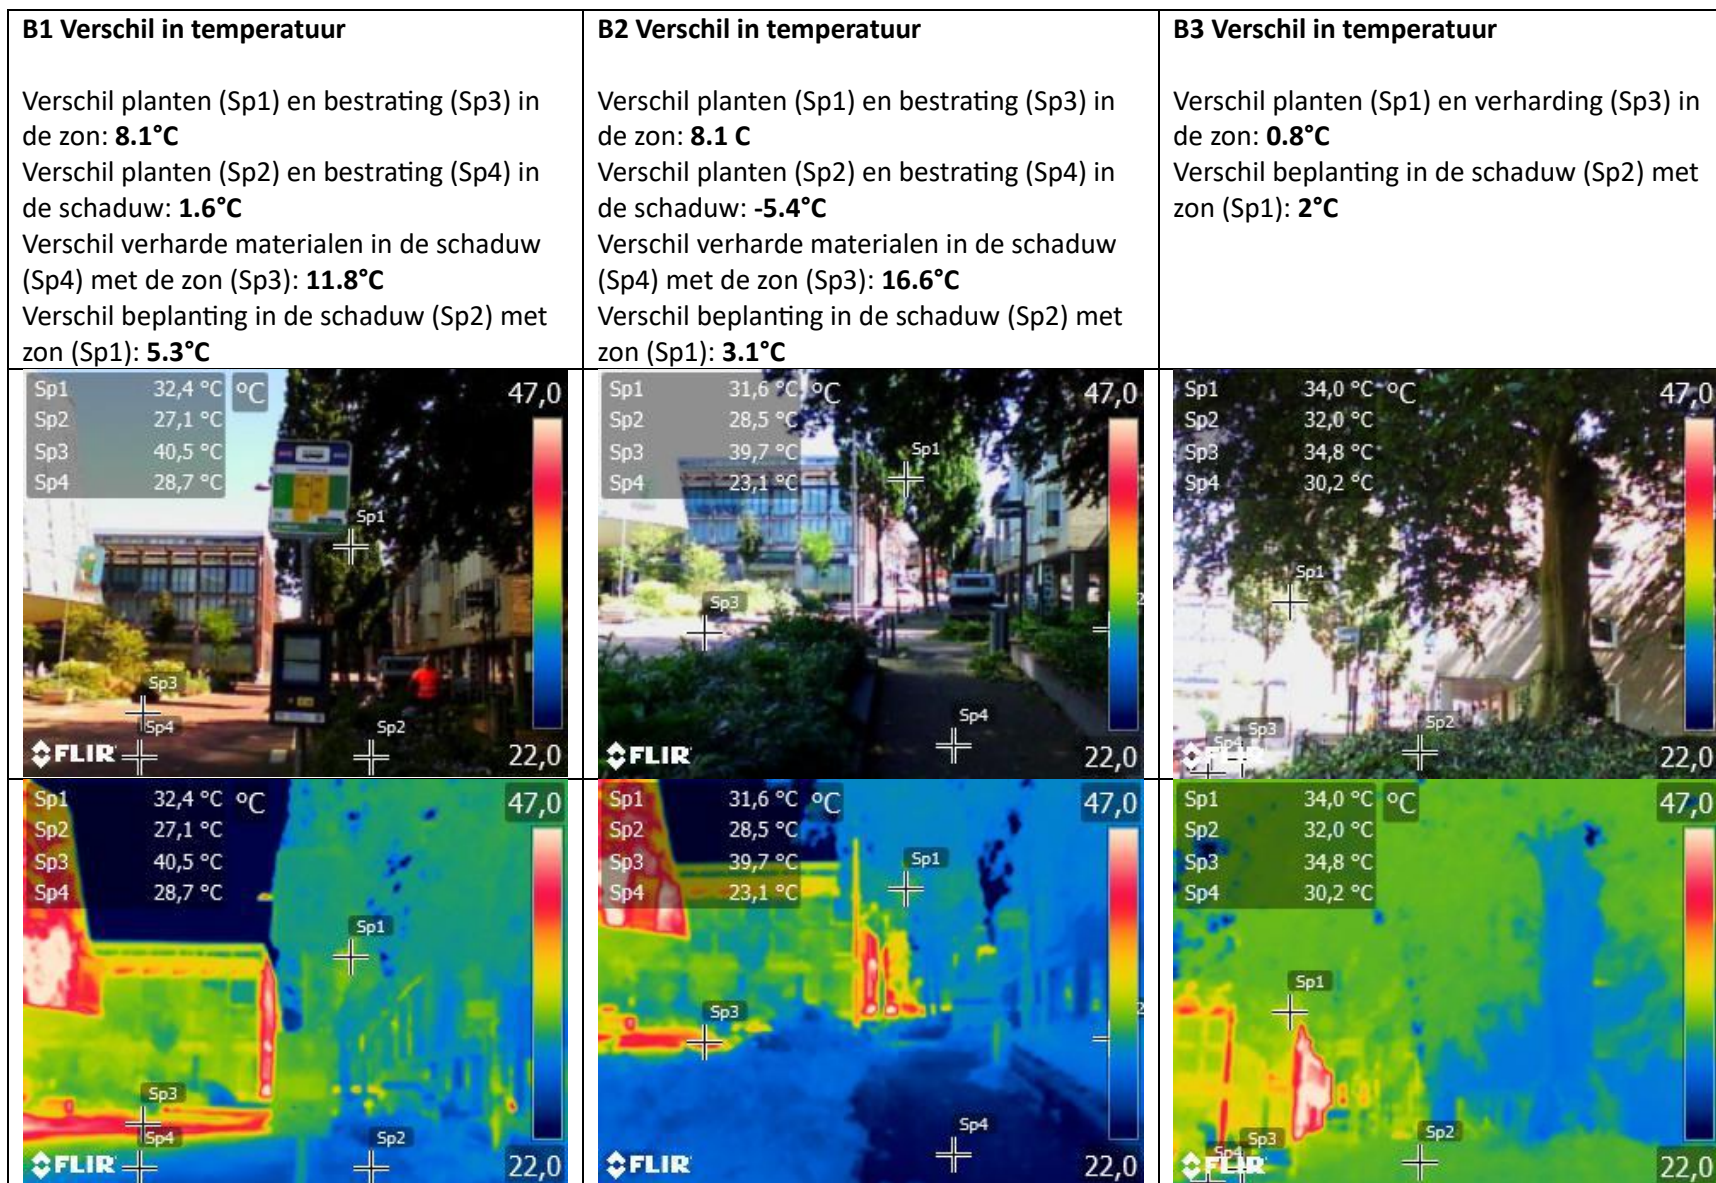 B1 Verschil in temperatuur
Verschil planten (Sp1) en bestrating (Sp3) in
de zon: 8.1°C
Verschil planten (Sp2) en bestrating (Sp4) in
de schaduw: 1.6°C
Verschil verharde materialen in de schaduw
(Sp4) met de zon (Sp3): 11.8°C
Verschil beplanting in de schaduw (Sp2) met
zon (Sp1): 5.3°C
B2 Verschil in temperatuur
Verschil planten (Sp1) en bestrating (Sp3) in
de zon: 8.1 C
Verschil planten (Sp2) en bestrating (Sp4) in
de schaduw: -5.4°C
Verschil verharde materialen in de schaduw
(Sp4) met de zon (Sp3): 16.6°C
Verschil beplanting in de schaduw (Sp2) met
zon (Sp1): 3.1°C
B3 Verschil in temperatuur
Verschil planten (Sp1) en verharding (Sp3) in
de zon: 0.8°C
Verschil beplanting in de schaduw (Sp2) met
zon (Sp1): 2°C
Sp1 32,4 °C °C 47,0
Sp2 27,1 °C
Sp3 40,5 °C
Sp4 28,7 °C
Sp1
Sp3
Sp4
Sp2
FLIR 22,0
Sp1 31,6 °C °C 47,0
Sp2 28,5 °C
Sp3 39,7 °C
Sp4 23,1 °C
Sp1
Sp3
Sp4
FLIR 22,0
Sp1 34,0 °C °C 47,0
Sp2 32,0 °C
Sp3 34,8 °C
Sp4 30,2 °C
Sp1
Sp3
Sp4
Sp2
FLIR 22,0
Sp1 32,4 °C °C 47,0
Sp2 27,1 °C
Sp3 40,5 °C
Sp4 28,7 °C
Sp1
Sp3
Sp4
Sp2
FLIR 22,0
Sp1 31,6 °C °C 47,0
Sp2 28,5 °C
Sp3 39,7 °C
Sp4 23,1 °C
Sp1
Sp3
Sp4
FLIR 22,0
Sp1 34,0 °C °C 47,0
Sp2 32,0 °C
Sp3 34,8 °C
Sp4 30,2 °C
Sp1
Sp3
Sp4
Sp2
FLIR 22,0